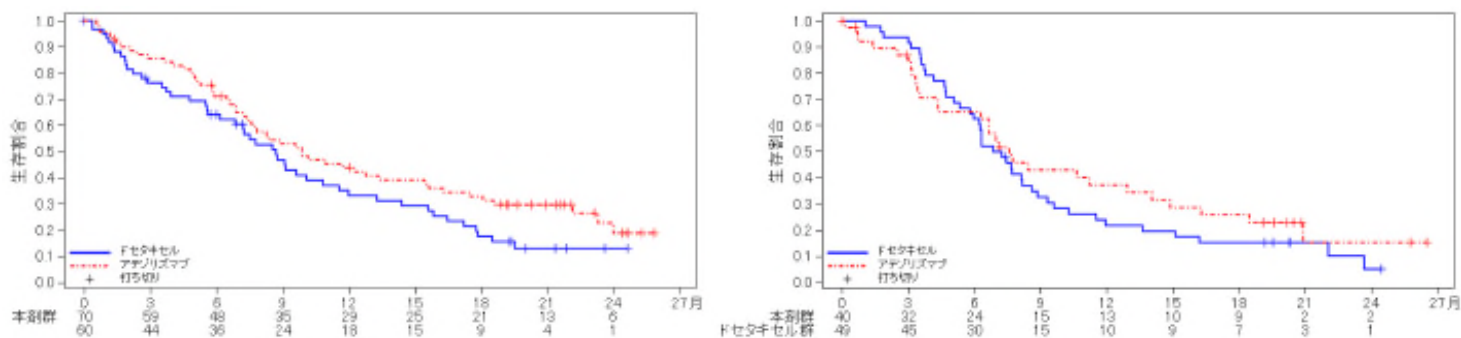 1.0
0.9
0.8
0.7
0.6
0.5
0.4
0.3
0.2
0.1
0.0
生存割合
ドセタキセル
アテゾリズマブ
打ち切り
0 3 6 9 12 15 18 21 24 27月
本剤群 70 59 48 35 29 25 21 13 6
60 44 36 24 18 15 9 4 1
1.0
0.9
0.8
0.7
0.6
0.5
0.4
0.3
0.2
0.1
0.0
生存割合
ドセタキセル
アテゾリズマブ
打ち切り
0 3 6 9 12 15 18 21 24 27月
本剤群 40 32 24 15 13 10 9 2 2
ドセタキセル群 49 45 30 15 10 9 7 3 1